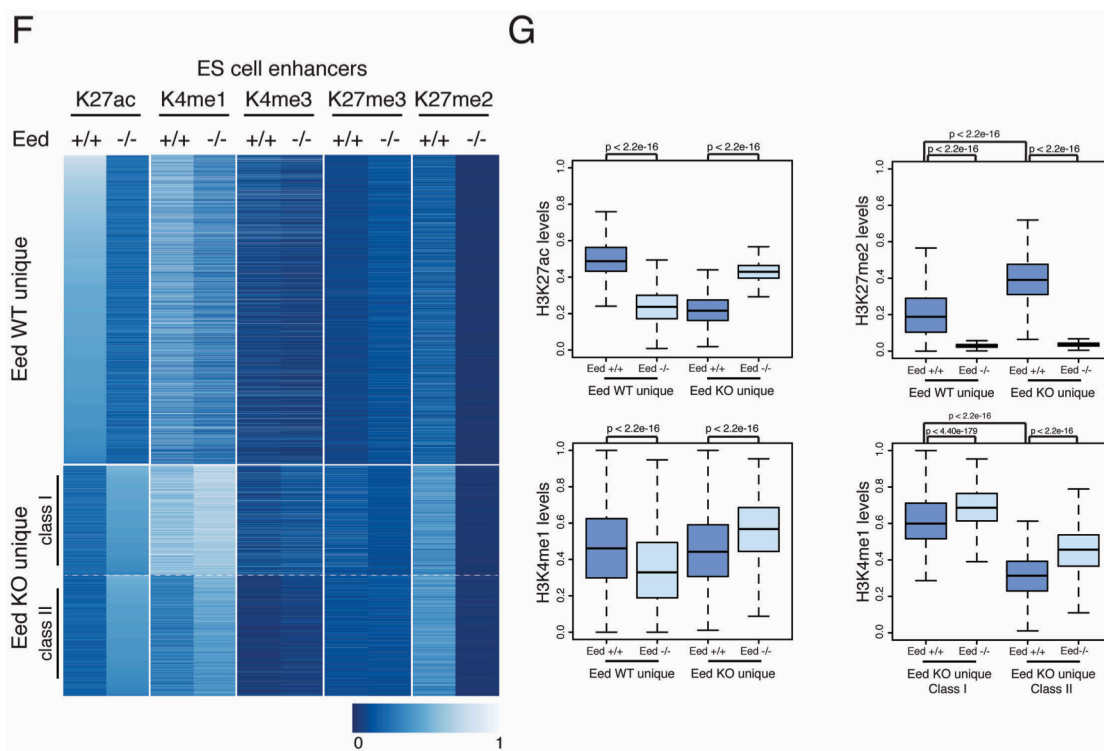 F
ES cell enhancers
K27ac K4me1 K4me3 K27me3 K27me2
Eed +/+ -/- +/+ -/- +/+ -/- +/+ -/- +/+ -/-
Eed WT unique
Eed KO unique
class I
class II
0 1
G
p < 2.2e-16 p < 2.2e-16
H3K27ac levels
1.0
0.8
0.6
0.4
0.2
0.0
Eed +/+ Eed -/- Eed +/+ Eed -/-
Eed WT unique Eed KO unique
p < 2.2e-16
p < 2.2e-16 p < 2.2e-16
H3K27me2 levels
1.0
0.8
0.6
0.4
0.2
0.0
Eed +/+ Eed -/- Eed +/+ Eed -/-
Eed WT unique Eed KO unique
p < 2.2e-16 p < 2.2e-16
H3K4me1 levels
1.0
0.8
0.6
0.4
0.2
0.0
Eed +/+ Eed -/- Eed +/+ Eed -/-
Eed WT unique Eed KO unique
p < 2.2e-16
p < 4.40e-179 p < 2.2e-16
H3K4me1 levels
1.0
0.8
0.6
0.4
0.2
0.0
Eed +/+ Eed -/- Eed +/+ Eed-/-
Eed KO unique Eed KO unique
Class I Class II